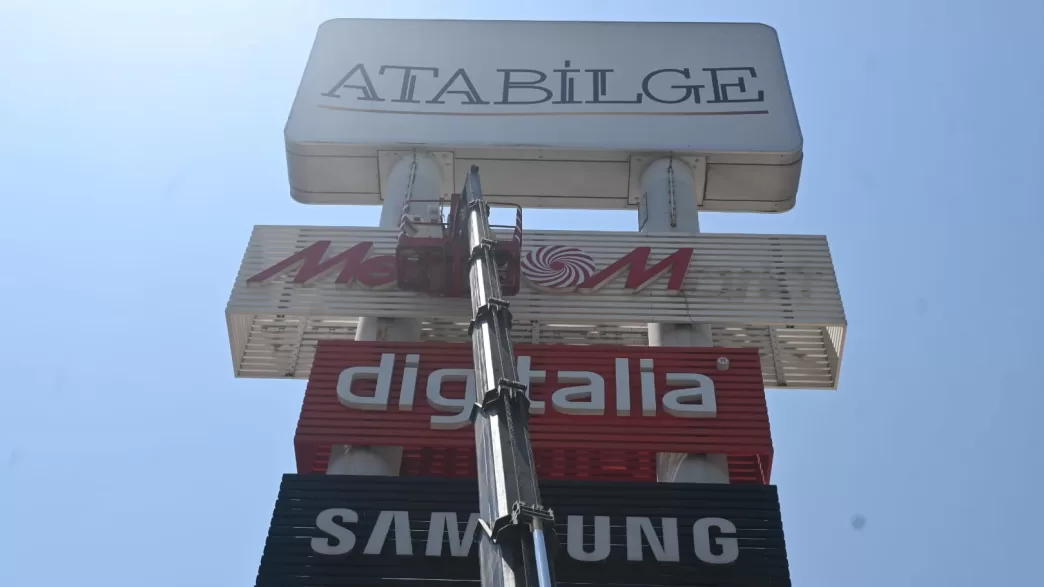 ATABİLGE
digitalia ®
SAMSUNG